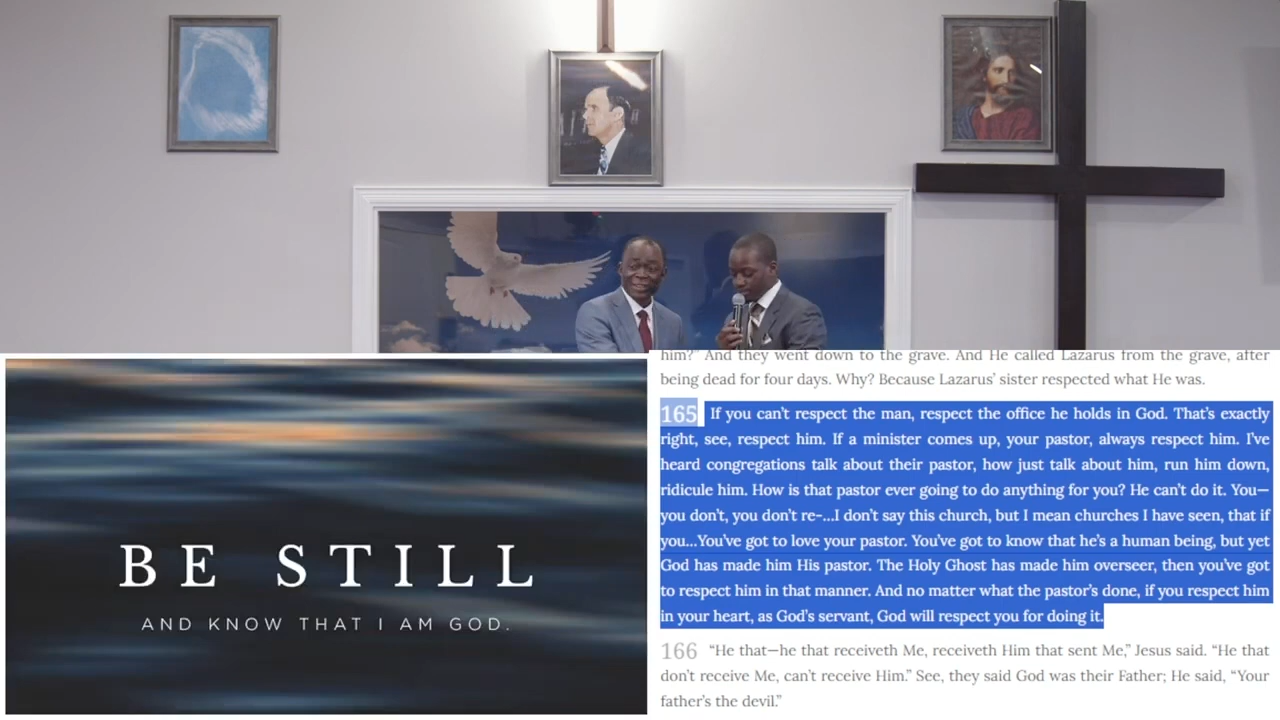 BE STILL
AND KNOW THAT I AM GOD.
him?” And they went down to the grave. And He called Lazarus from the grave, after
being dead for four days. Why? Because Lazarus’ sister respected what He was.
165 If you can’t respect the man, respect the office he holds in God. That’s exactly
right, see, respect him. If a minister comes up, your pastor, always respect him. I’ve
heard congregations talk about their pastor, how just talk about him, run him down,
ridicule him. How is that pastor ever going to do anything for you? He can’t do it. You—
you don’t, you don’t re-...I don’t say this church, but I mean churches I have seen, that if
you...You’ve got to love your pastor. You’ve got to know that he’s a human being, but yet
God has made him His pastor. The Holy Ghost has made him overseer, then you’ve got
to respect him in that manner. And no matter what the pastor’s done, if you respect him
in your heart, as God’s servant, God will respect you for doing it.
166 “He that—he that receiveth Me, receiveth Him that sent Me,” Jesus said. “He that
don’t receive Me, can’t receive Him.” See, they said God was their Father; He said, “Your
father’s the devil.”